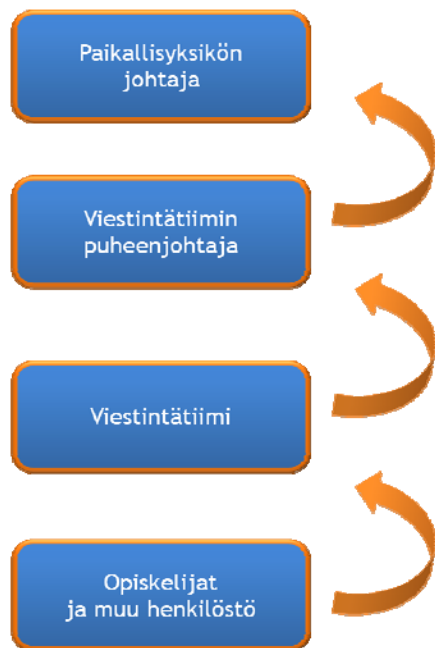 Paikallisyksikön
johtaja
Viestintätiimin
puheenjohtaja
Viestintätiimi
Opiskelijat
ja muu henkilöstö